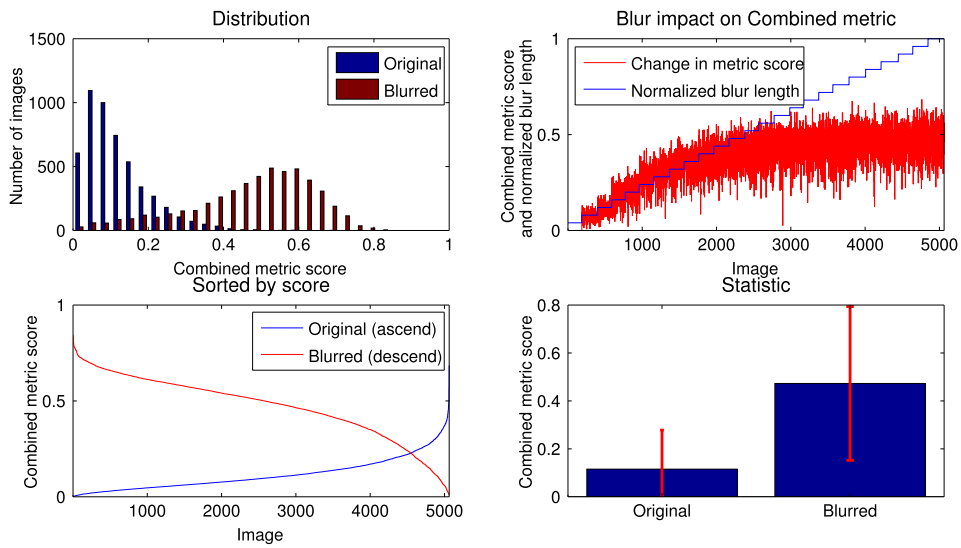 Distribution
1500
1000
500
0
0
0.2
0.4
0.6
0.8
1
Number of images
Combined metric score
Original
Blurred
Blur impact on Combined metric
1
0.5
0
1000
2000
3000
4000
5000
Combined metric score
and normalized blur length
Image
Change in metric score
Normalized blur length
Sorted by score
1
0.5
0
1000
2000
3000
4000
5000
Combined metric score
Image
Original (ascend)
Blurred (descend)
Statistic
0.8
0.6
0.4
0.2
0
Combined metric score
Original
Blurred